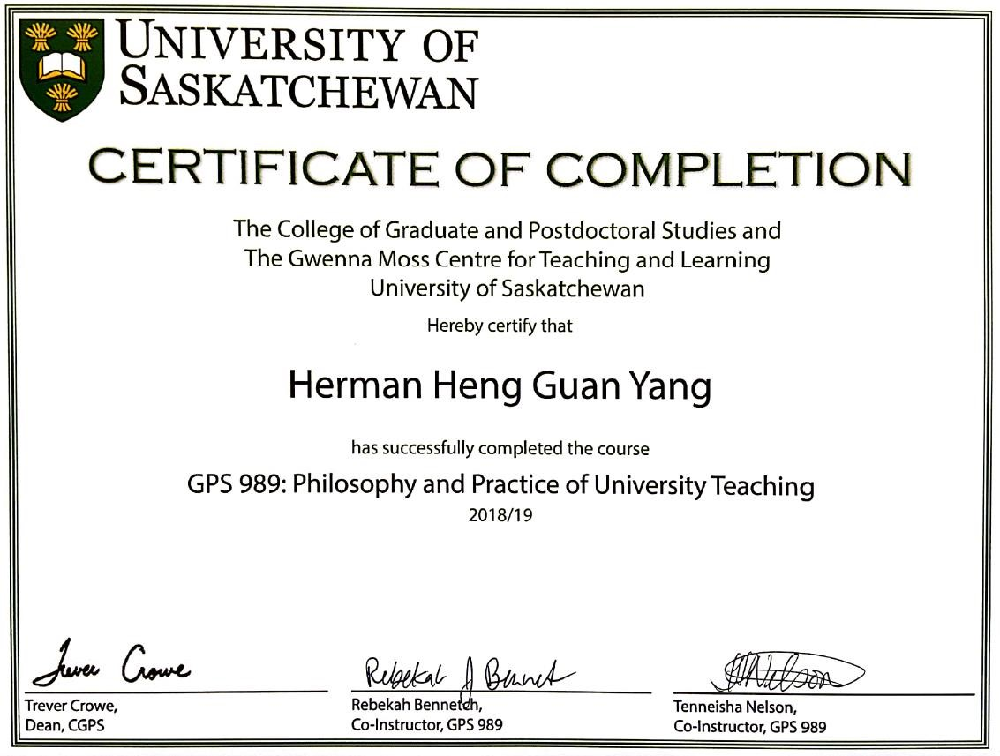 UNIVERSITY OF
SASKATCHEWAN
CERTIFICATE OF COMPLETION
The College of Graduate and Postdoctoral Studies and
The Gwenna Moss Centre for Teaching and Learning
University of Saskatchewan
Hereby certify that
Herman Heng Guan Yang
has successfully completed the course
GPS 989: Philosophy and Practice of University Teaching
2018/19
Trever Crowe
Rebekah J Bennet
Nelson
Trever Crowe,
Dean, CGPS
Rebekah Bennetch,
Co-Instructor, GPS 989
Tenneisha Nelson,
Co-Instructor, GPS 989